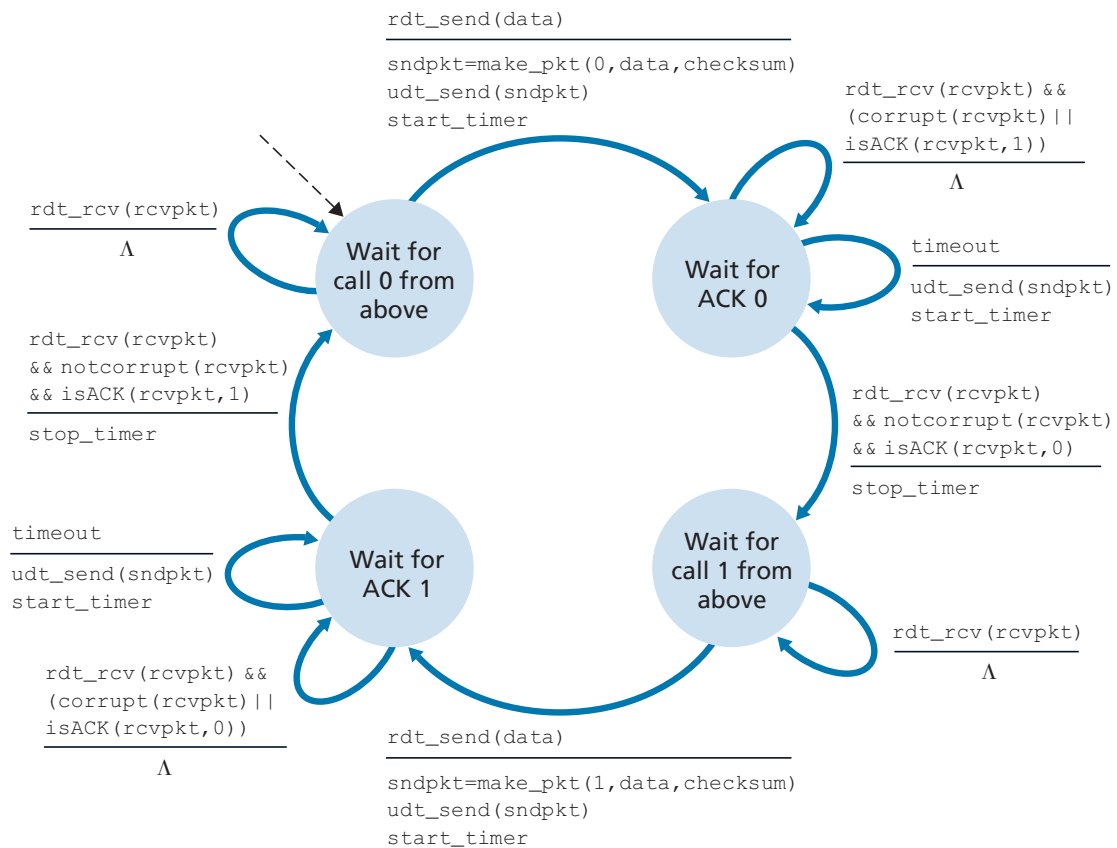 rdt_send(data)
sndpkt=make_pkt(0,data,checksum)
udt_send(sndpkt)
start_timer
rdt_rcv(rcvpkt) &&
(corrupt(rcvpkt)||
isACK(rcvpkt,1))
Λ
rdt_rcv(rcvpkt)
Λ
Wait for
call 0 from
above
Wait for
ACK 0
timeout
udt_send(sndpkt)
start_timer
rdt_rcv(rcvpkt)
&& notcorrupt(rcvpkt)
&& isACK(rcvpkt,1)
stop_timer
rdt_rcv(rcvpkt)
&& notcorrupt(rcvpkt)
&& isACK(rcvpkt,0)
stop_timer
timeout
udt_send(sndpkt)
start_timer
Wait for
ACK 1
Wait for
call 1 from
above
rdt_rcv(rcvpkt)
Λ
rdt_rcv(rcvpkt) &&
(corrupt(rcvpkt)||
isACK(rcvpkt,0))
Λ
rdt_send(data)
sndpkt=make_pkt(1,data,checksum)
udt_send(sndpkt)
start_timer